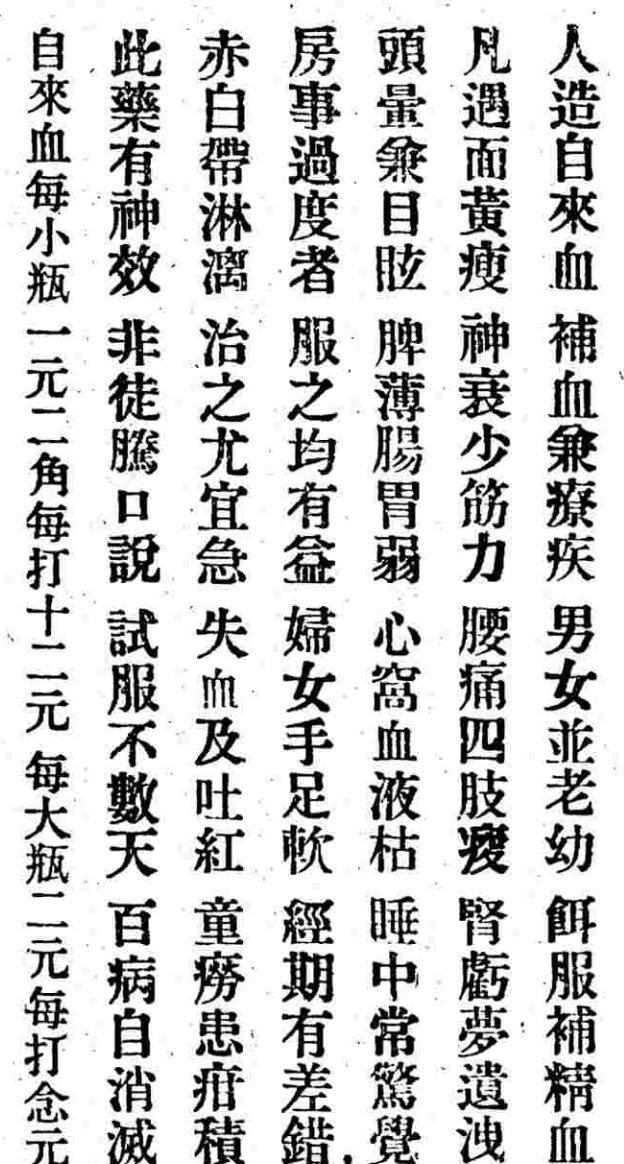 人造自來血 補血兼療疾 男女並老幼 餌服補精血
凡遇面黃瘦 神衰少筋力 腰痛四肢痠 腎虧夢遺洩
頭暈兼目眩 脾薄腸胃弱 心窩血液枯 睡中常驚覺
房事過度者 服之均有益 婦女手足軟 經期有差錯
赤白帶淋漓 治之尤宜急 失血及吐紅 童癆患疳積
此藥有神效 非徒騰口說 試服不數天 百病自消滅
自來血每小瓶一元二角每打十二元 每大瓶二元每打念元